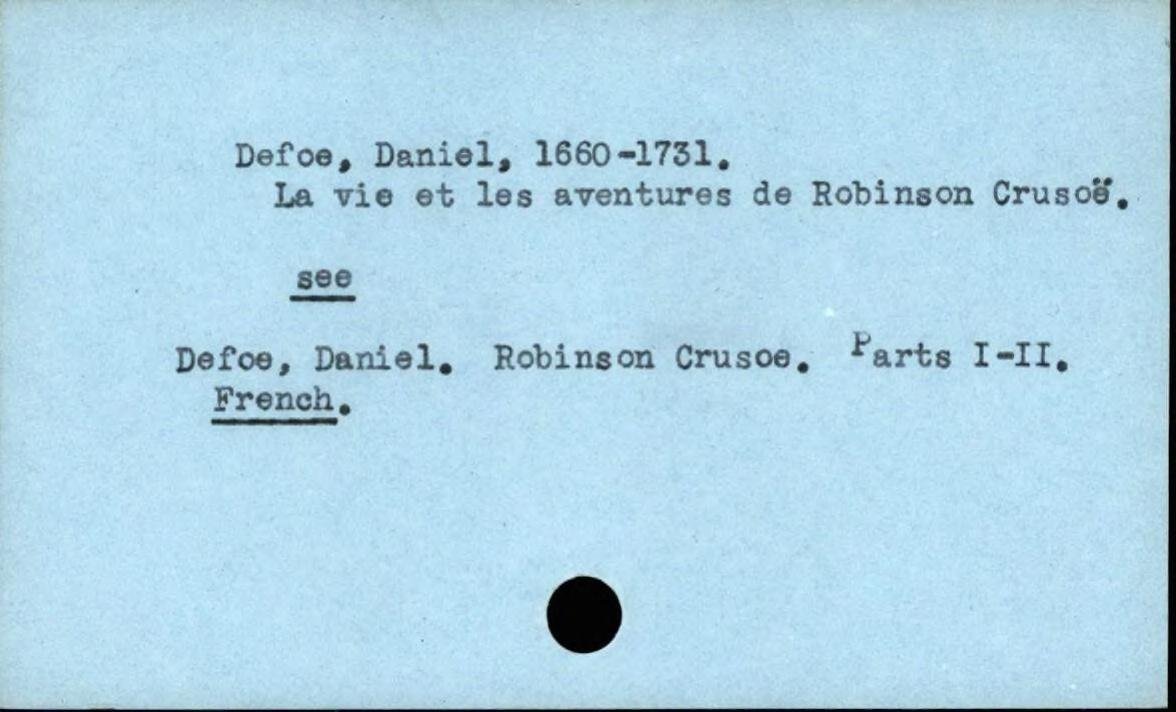 Defoe, Daniel, 1660-1731.
La vie et les aventures de Robinson Crusoë.
see
Defoe, Daniel. Robinson Crusoe. Parts I-II.
French.